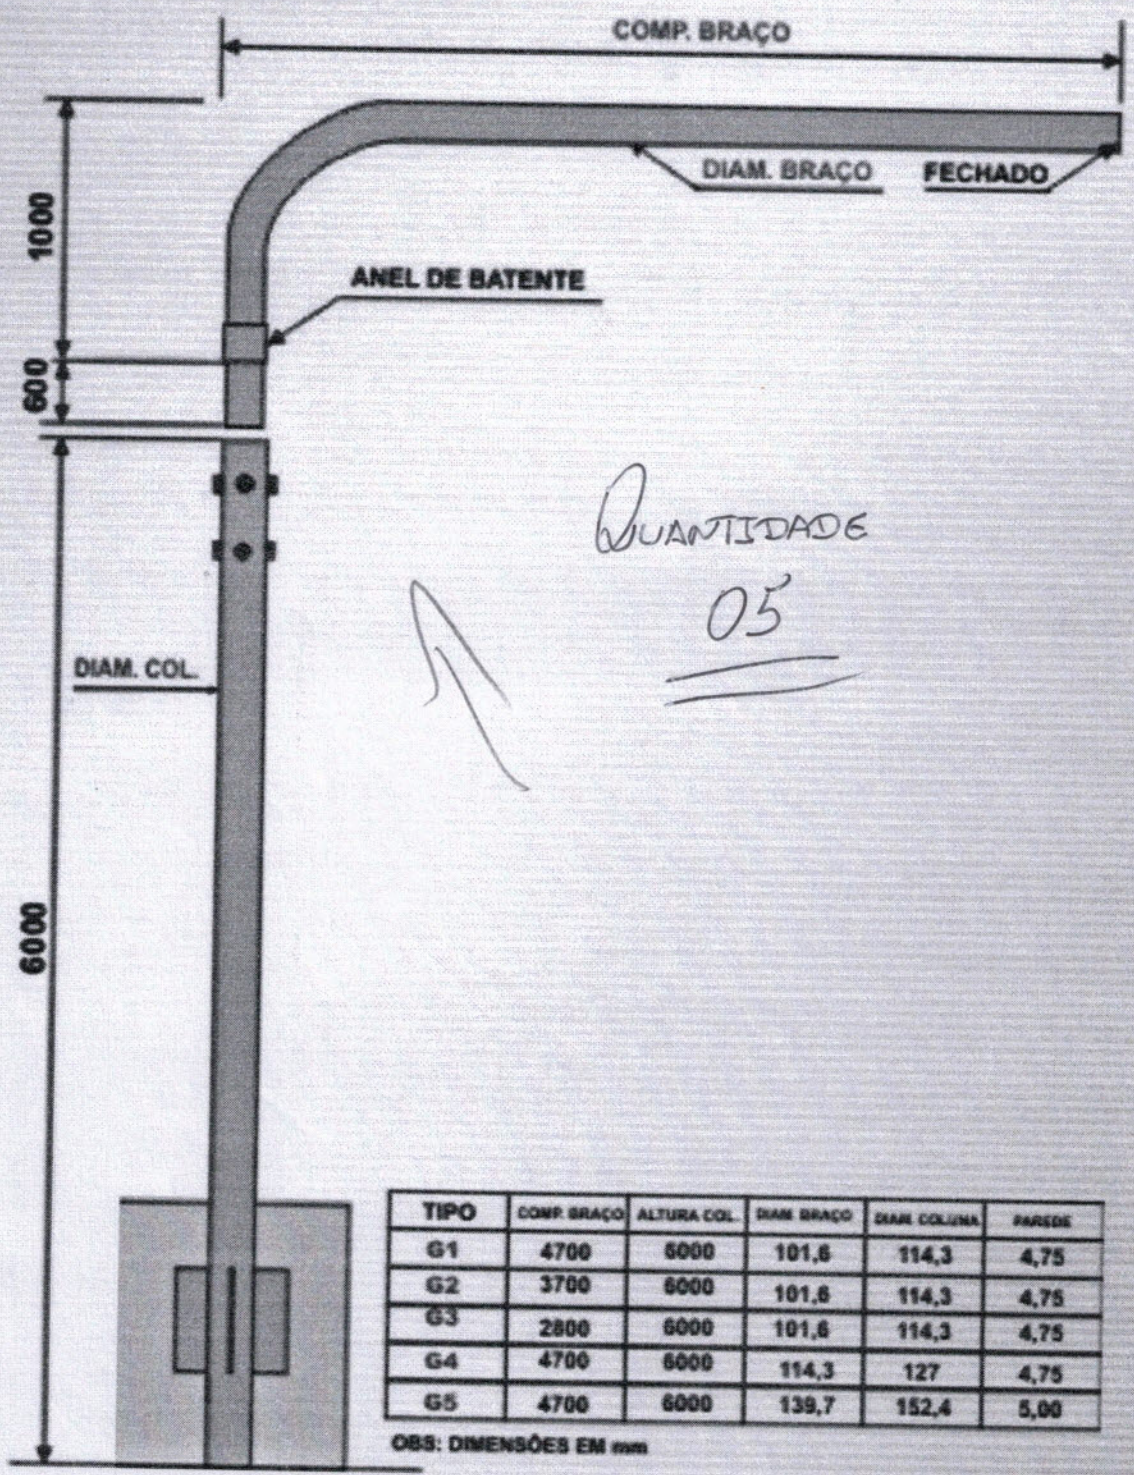 COMP. BRAÇO
DIAM. BRAÇO
FECHADO
1000
ANEL DE BATENTE
600
QUANTIDADE
05
DIAM. COL.
6000
TIPO COMP. BRAÇO ALTURA COL. DIAM. BRAÇO DIAM. COLUNA PAREDE
G1 4700 6000 101,6 114,3 4,75
G2 3700 6000 101,6 114,3 4,75
G3 2800 6000 101,6 114,3 4,75
G4 4700 6000 114,3 127 4,75
G5 4700 6000 139,7 152,4 5,00
OBS: DIMENSÕES EM mm